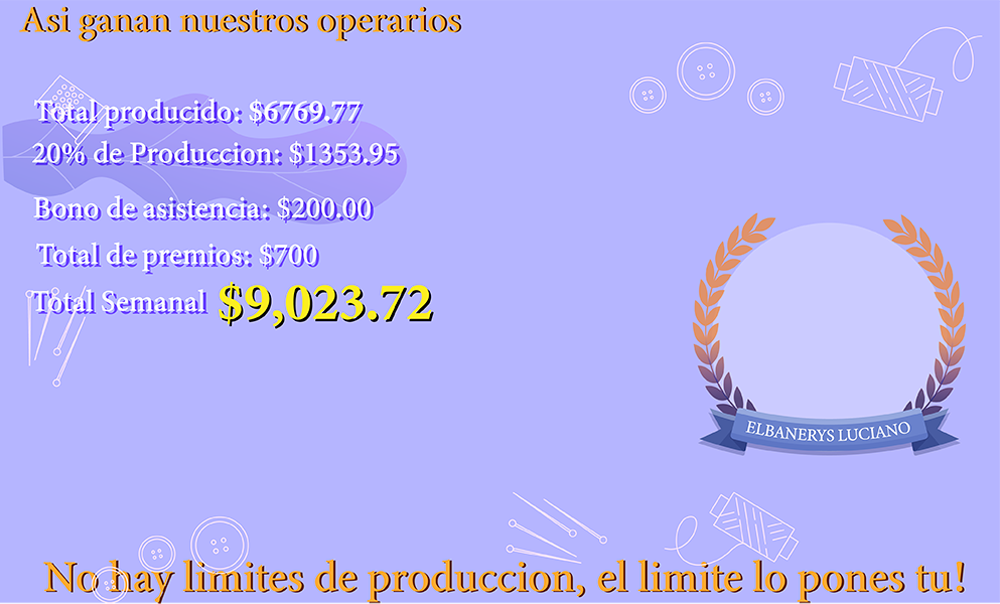 Asi ganan nuestros operarios
Total producido: $6769.77
20% de Produccion: $1353.95
Bono de asistencia: $200.00
Total de premios: $700
Total Semanal $9,023.72
ELBANERYS LUCIANO
No hay limites de produccion, el limite lo pones tu!